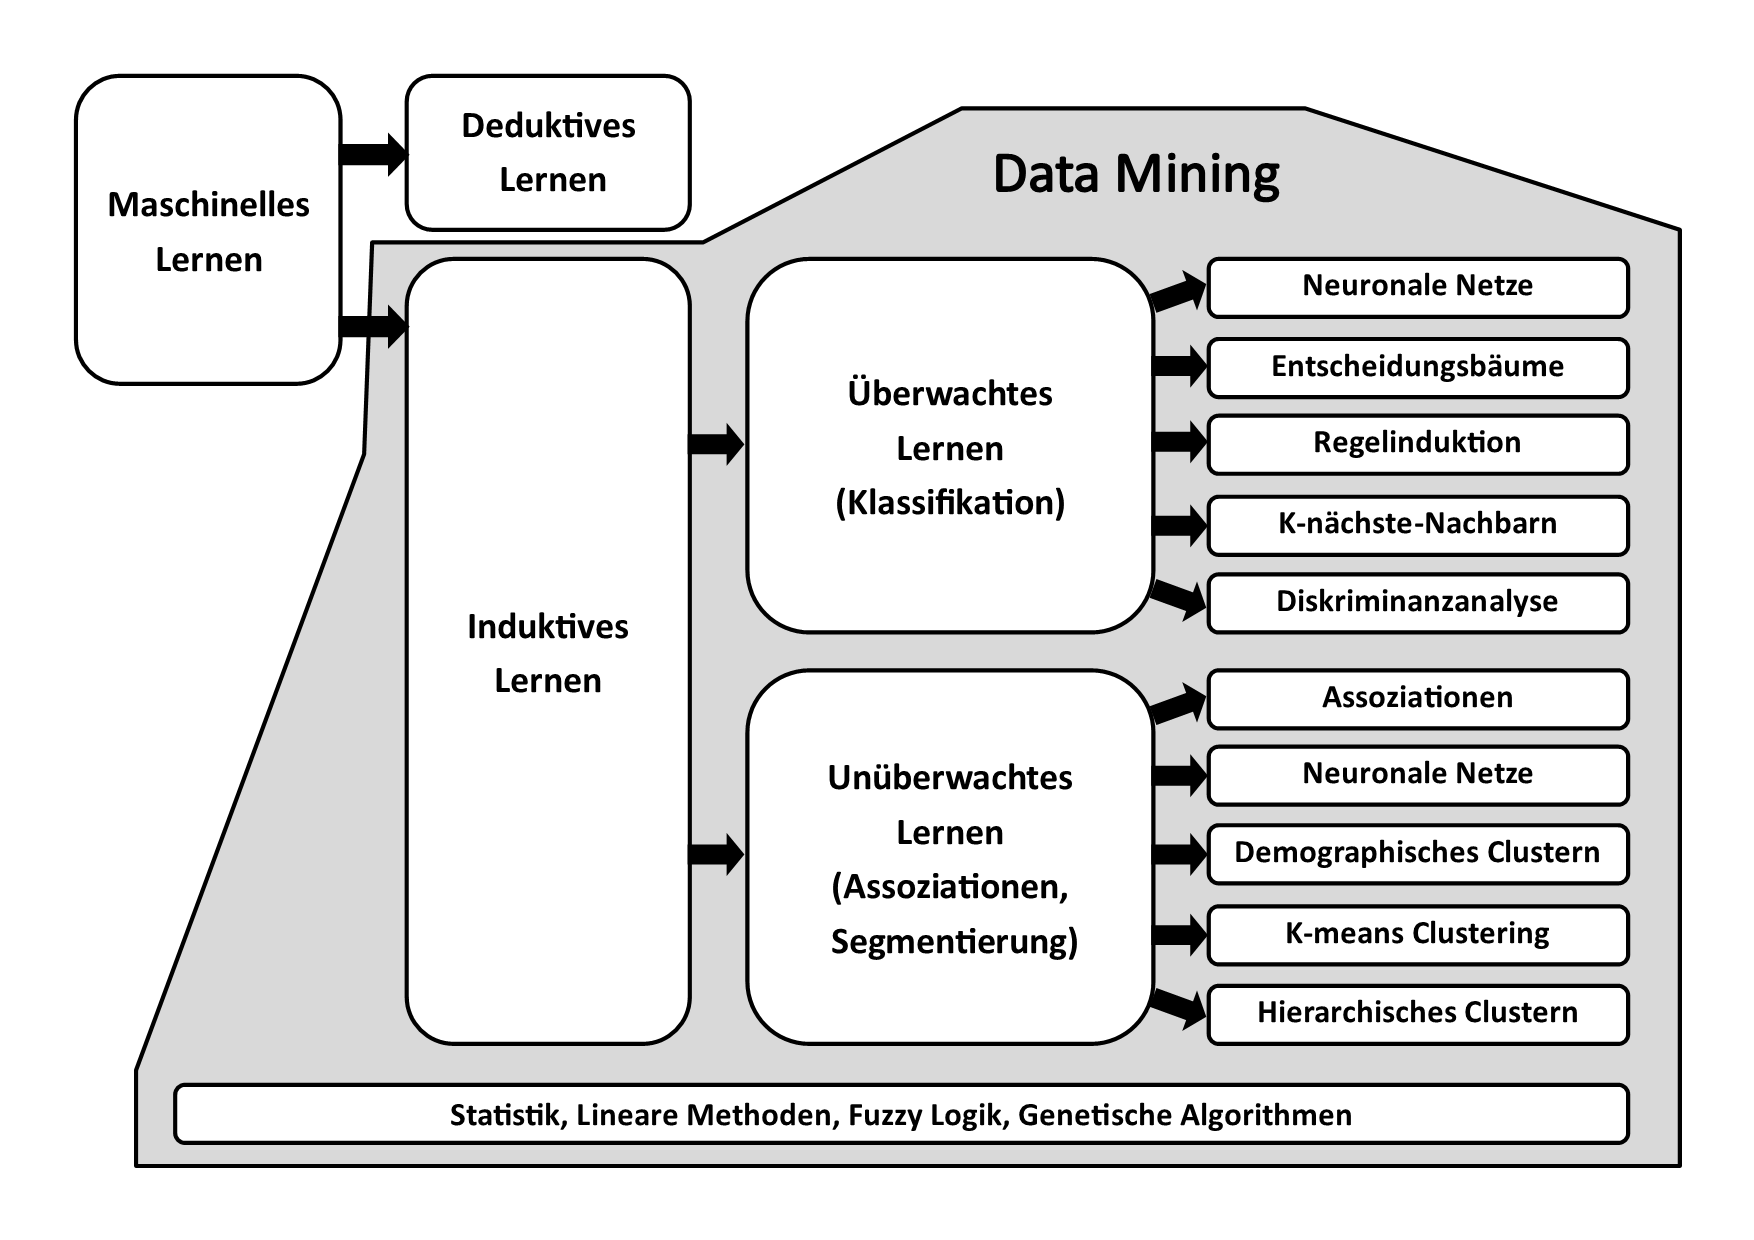 Maschinelles
Lernen
Deduktives
Lernen
Data Mining
Induktives
Lernen
Überwachtes
Lernen
(Klassifikation)
Neuronale Netze
Entscheidungsbäume
Regelinduktion
K-nächste-Nachbarn
Diskriminanzanalyse
Unüberwachtes
Lernen
(Assoziationen,
Segmentierung)
Assoziationen
Neuronale Netze
Demographisches Clustern
K-means Clustering
Hierarchisches Clustern
Statistik, Lineare Methoden, Fuzzy Logik, Genetische Algorithmen